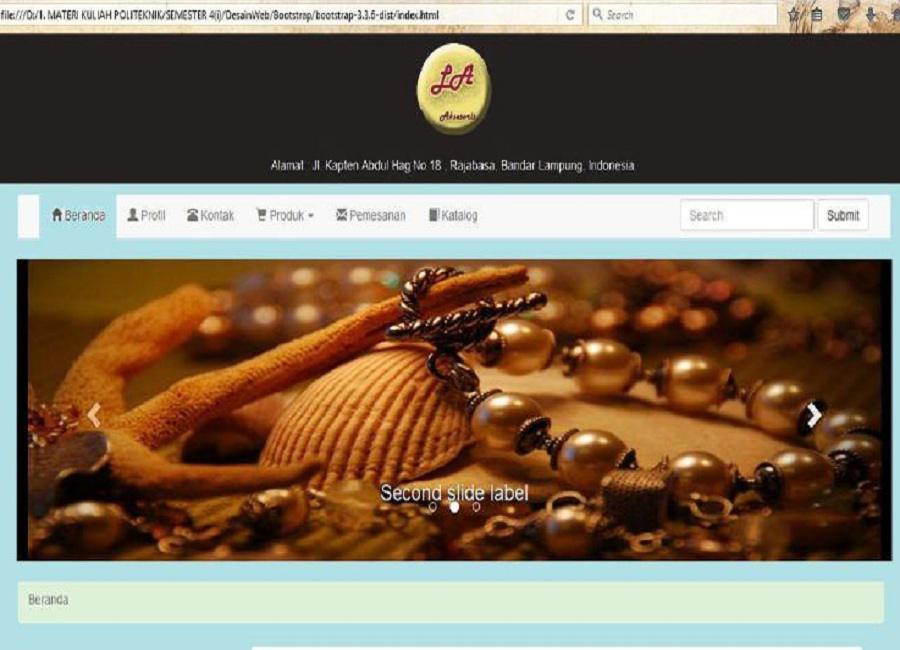 file:///D:/1. MATERI KULIAH POLITEKNIK/SEMESTER 4(i)/DesainWeb/Bootstrap/bootstrap-3.3.6-dist/index.html
Search
LA
Aksesoris
Alamat : Jl. Kapten Abdul Haq No 18 , Rajabasa, Bandar Lampung, Indonesia
Beranda Profil Kontak Produk Pemesanan Katalog Search Submit
Second slide label
Beranda